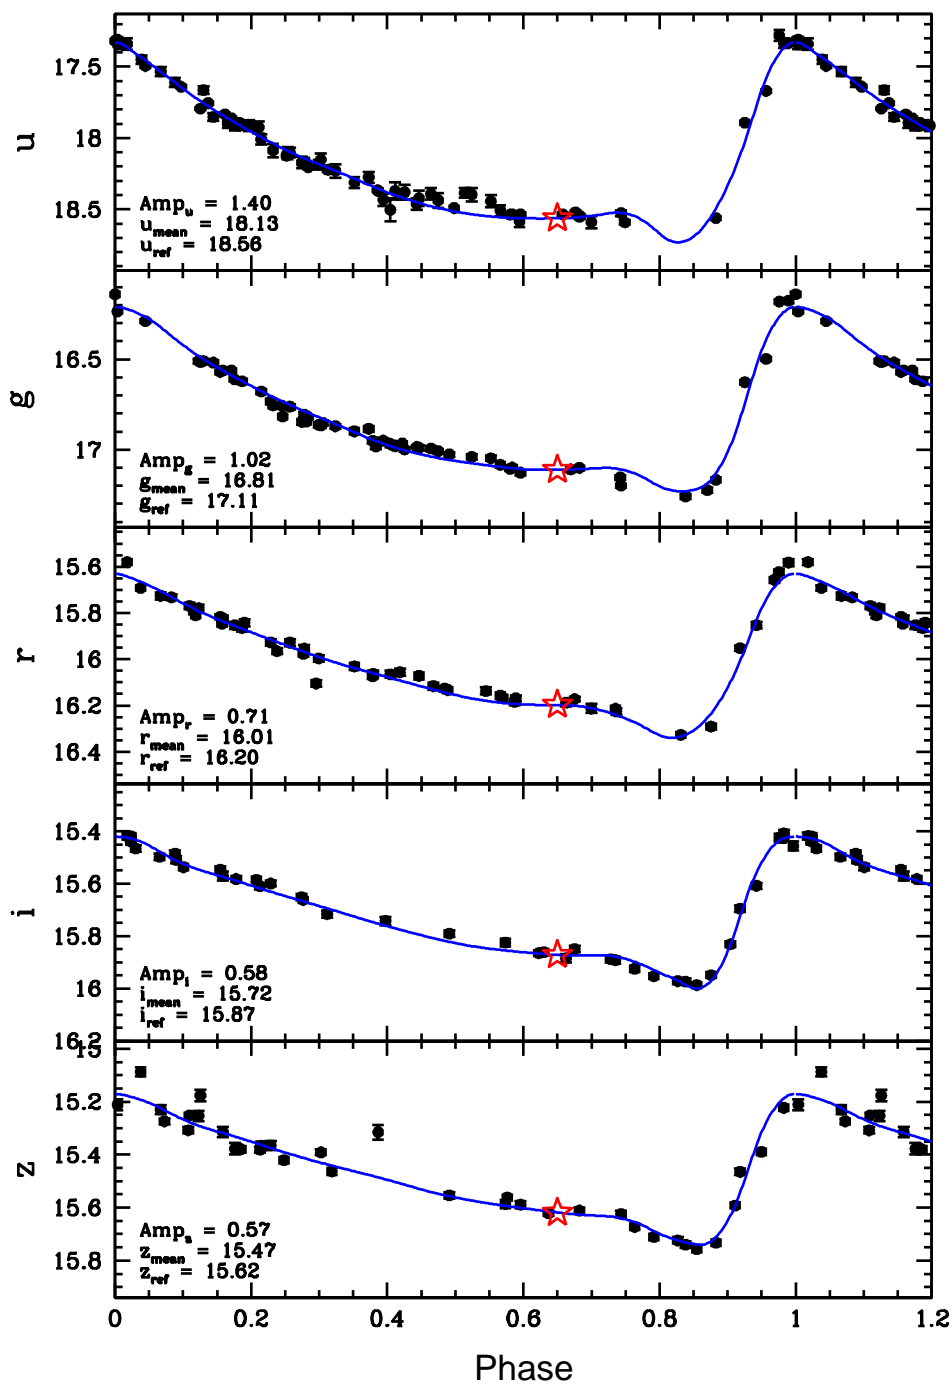 17.5
18
18.5
u
Amp_u = 1.40
u_mean = 18.13
u_ref = 18.56
16.5
17
g
Amp_g = 1.02
g_mean = 16.81
g_ref = 17.11
15.6
15.8
16
16.2
16.4
r
Amp_r = 0.71
r_mean = 16.01
r_ref = 16.20
15.4
15.6
15.8
16
16.2
i
Amp_i = 0.58
i_mean = 15.72
i_ref = 15.87
15
15.2
15.4
15.6
15.8
z
Amp_z = 0.57
z_mean = 15.47
z_ref = 15.62
0 0.2 0.4 0.6 0.8 1 1.2
Phase